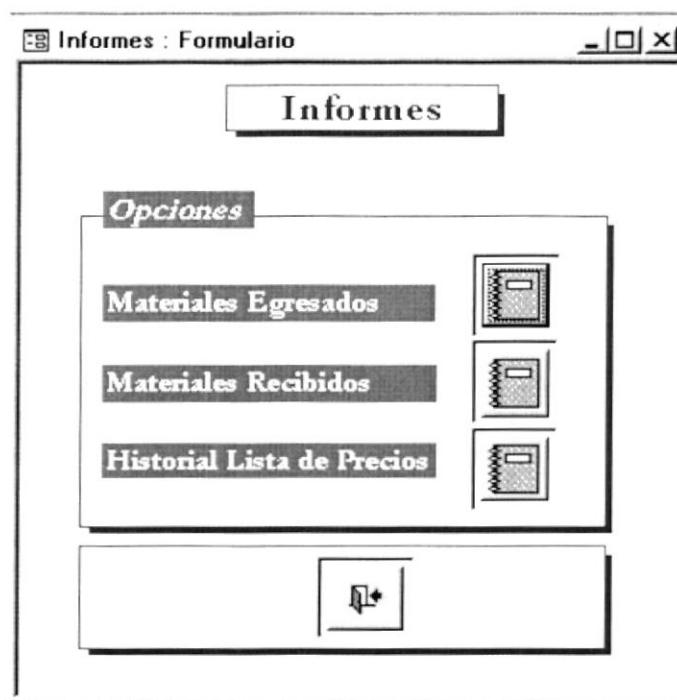 Informes : Formulario
Informes
Opciones
Materiales Egresados
Materiales Recibidos
Historial Lista de Precios